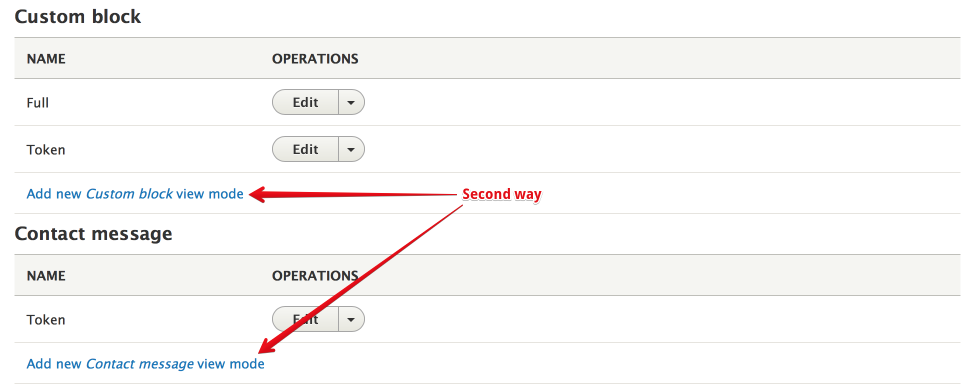 Custom block
NAME OPERATIONS
Full Edit
Token Edit
Add new Custom block view mode
Second way
Contact message
NAME OPERATIONS
Token Edit
Add new Contact message view mode